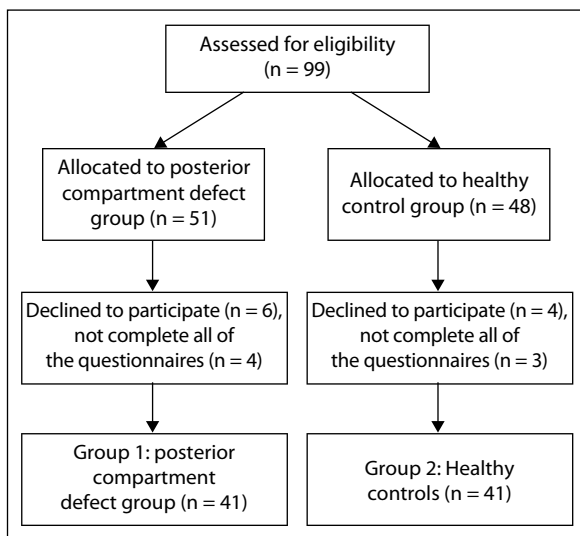 Assessed for eligibility
(n = 99)
Allocated to posterior
compartment defect
group (n = 51)
Allocated to healthy
control group (n = 48)
Declined to participate (n = 6),
not complete all of
the questionnaires (n = 4)
Declined to participate (n = 4),
not complete all of
the questionnaires (n = 3)
Group 1: posterior
compartment
defect group (n = 41)
Group 2: Healthy
controls (n = 41)